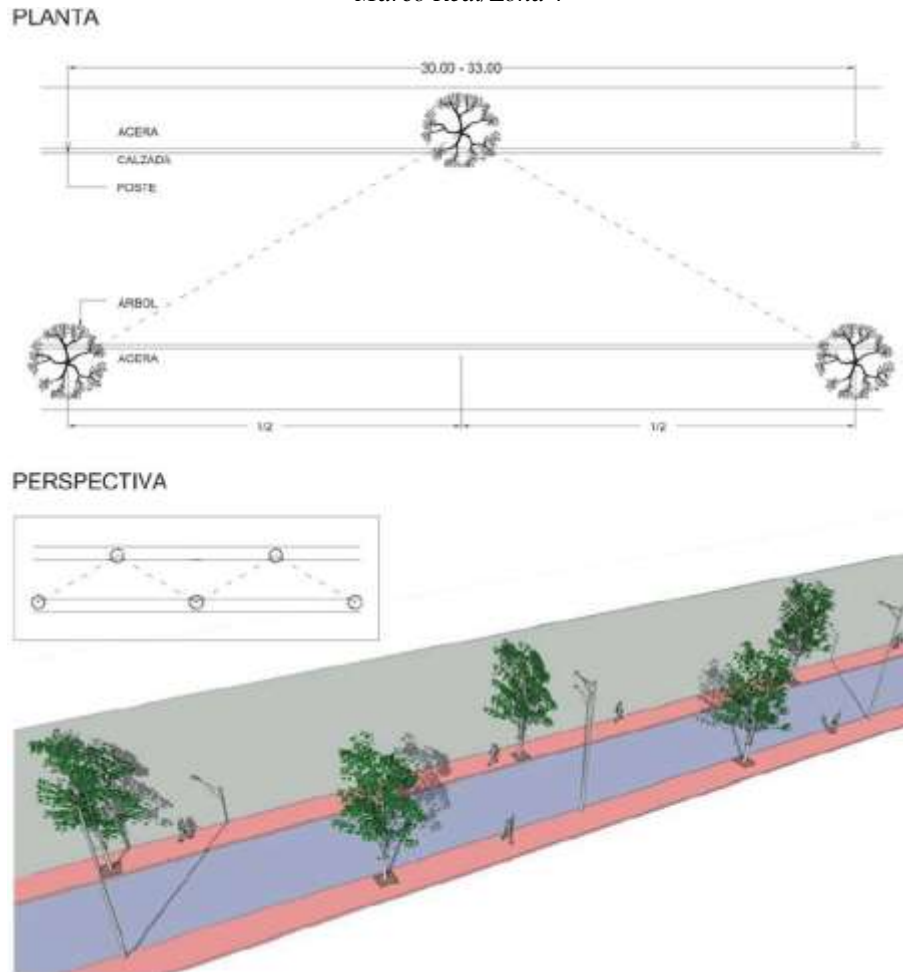 PLANTA
30.00 - 33.00
ACERA
CALZADA
POSTE
ÁRBOL
ACERA
1/2
1/2
PERSPECTIVA